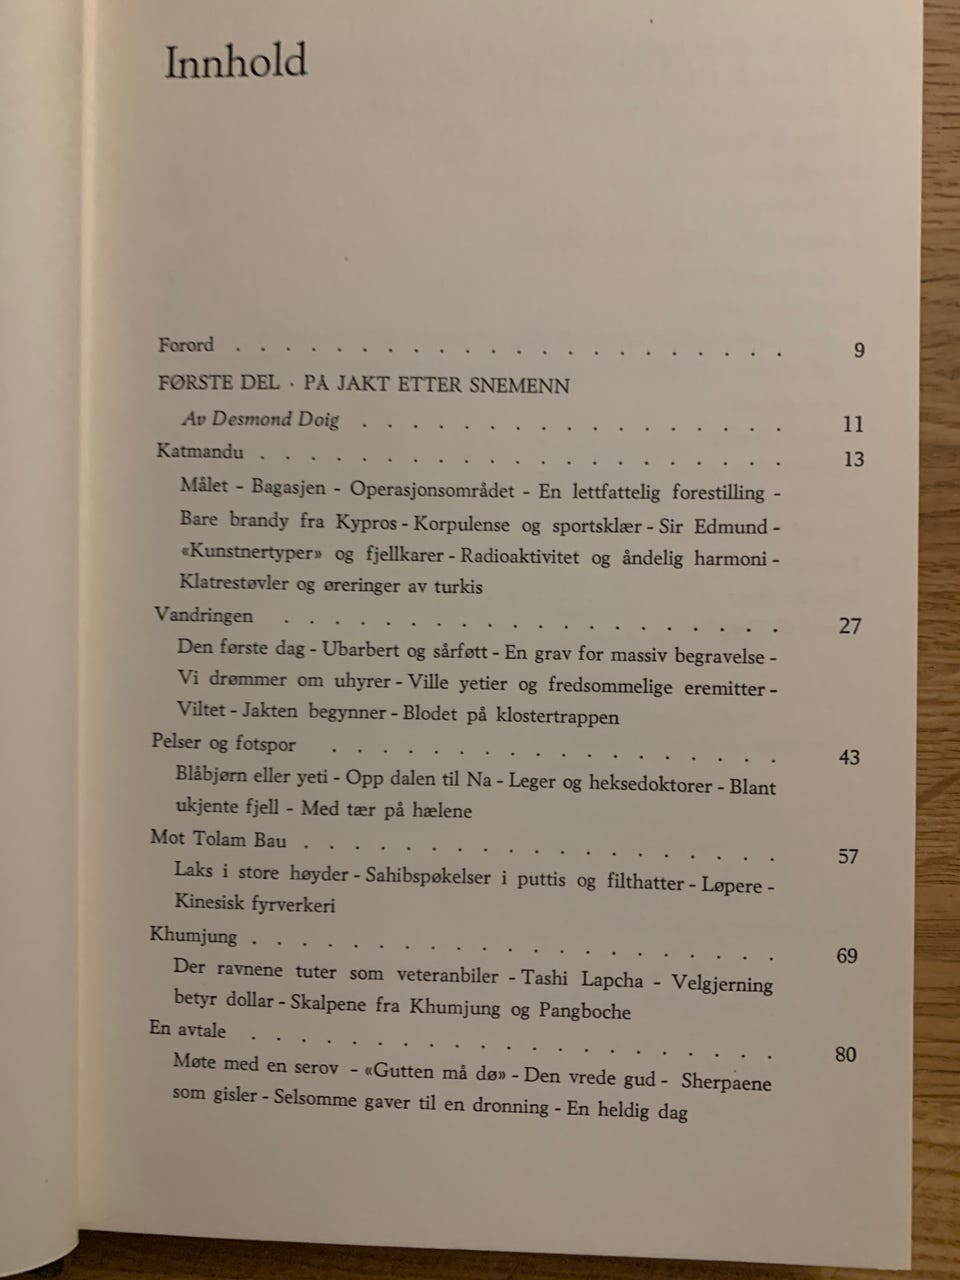 Innhold
Forord . . . . . . . . . . . . . . . . . . . . . . 9
FØRSTE DEL · PÅ JAKT ETTER SNEMENN
Av Desmond Doig . . . . . . . . . . . . . . . . . 11
Katmandu . . . . . . . . . . . . . . . . . . . . . 13
Målet - Bagasjen - Operasjonsområdet - En lettfattelig forestilling -
Bare brandy fra Kypros - Korpulense og sportsklær - Sir Edmund -
«Kunstnertyper» og fjellkarer - Radioaktivitet og åndelig harmoni -
Klatrestøvler og øreringer av turkis
Vandringen . . . . . . . . . . . . . . . . . . . . 27
Den første dag - Ubarbert og sårføtt - En grav for massiv begravelse -
Vi drømmer om uhyrer - Ville yetier og fredsommelige eremitter -
Viltet - Jakten begynner - Blodet på klostertrappen
Pelser og fotspor . . . . . . . . . . . . . . . . . . 43
Blåbjørn eller yeti - Opp dalen til Na - Leger og heksedoktorer - Blant
ukjente fjell - Med tær på hælene
Mot Tolam Bau . . . . . . . . . . . . . . . . . . . 57
Laks i store høyder - Sahibspøkelser i puttis og filthatter - Løpere -
Kinesisk fyrverkeri
Khumjung . . . . . . . . . . . . . . . . . . . . . 69
Der ravnene tuter som veteranbiler - Tashi Lapcha - Velgjerning
betyr dollar - Skalpene fra Khumjung og Pangboche
En avtale . . . . . . . . . . . . . . . . . . . . . 80
Møte med en serov - «Gutten må dø» - Den vrede gud - Sherpaene
som gisler - Selsomme gaver til en dronning - En heldig dag